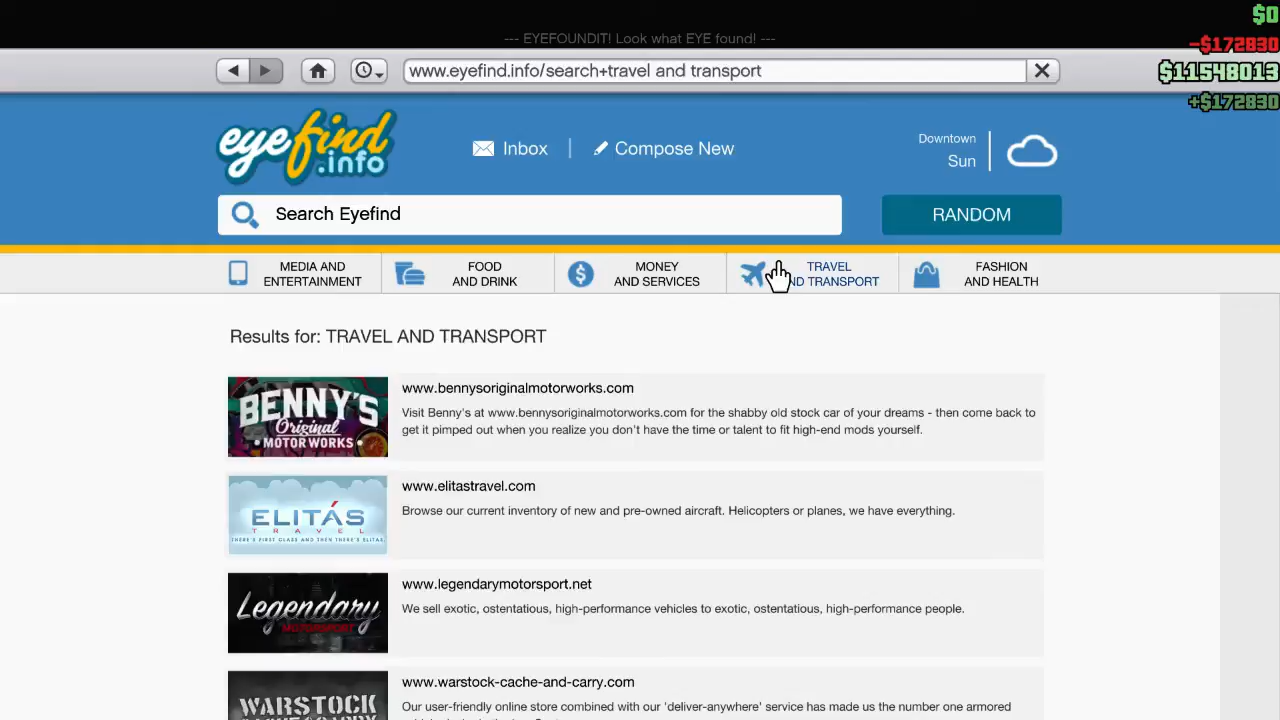 $0
--- EYEFOUNDIT! Look what EYE found! ---
-$172830
www.eyefind.info/search+travel and transport
$11548013
+$172830
eyefind
.info
Inbox
Compose New
Downtown
Sun
Search Eyefind
RANDOM
MEDIA AND
ENTERTAINMENT
FOOD
AND DRINK
MONEY
AND SERVICES
TRAVEL
ND TRANSPORT
FASHION
AND HEALTH
Results for: TRAVEL AND TRANSPORT
BENNY'S
Original
MOTOR WORKS
www.bennysoriginalmotorworks.com
Visit Benny's at www.bennysoriginalmotorworks.com for the shabby old stock car of your dreams - then come back to
get it pimped out when you realize you don't have the time or talent to fit high-end mods yourself.
ELITÁS
TRAVEL
THERE'S FIRST CLASS AND THEN THERE'S ELITAS
www.elitastravel.com
Browse our current inventory of new and pre-owned aircraft. Helicopters or planes, we have everything.
Legendary
MOTORSPORT
www.legendarymotorsport.net
We sell exotic, ostentatious, high-performance vehicles to exotic, ostentatious, high-performance people.
WARSTOCK
www.warstock-cache-and-carry.com
Our user-friendly online store combined with our 'deliver-anywhere' service has made us the number one armored